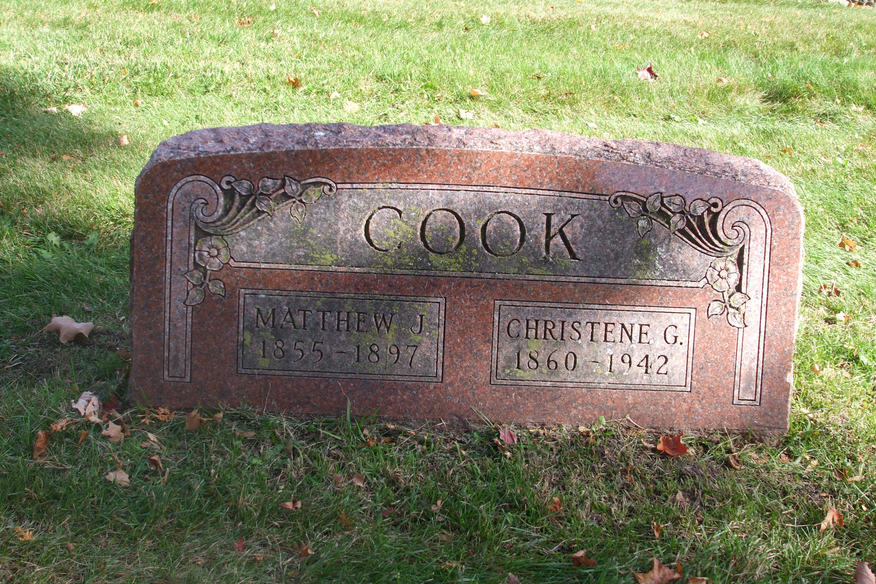 COOK
MATTHEW J.
1855-1897
CHRISTENE G.
1860-1942